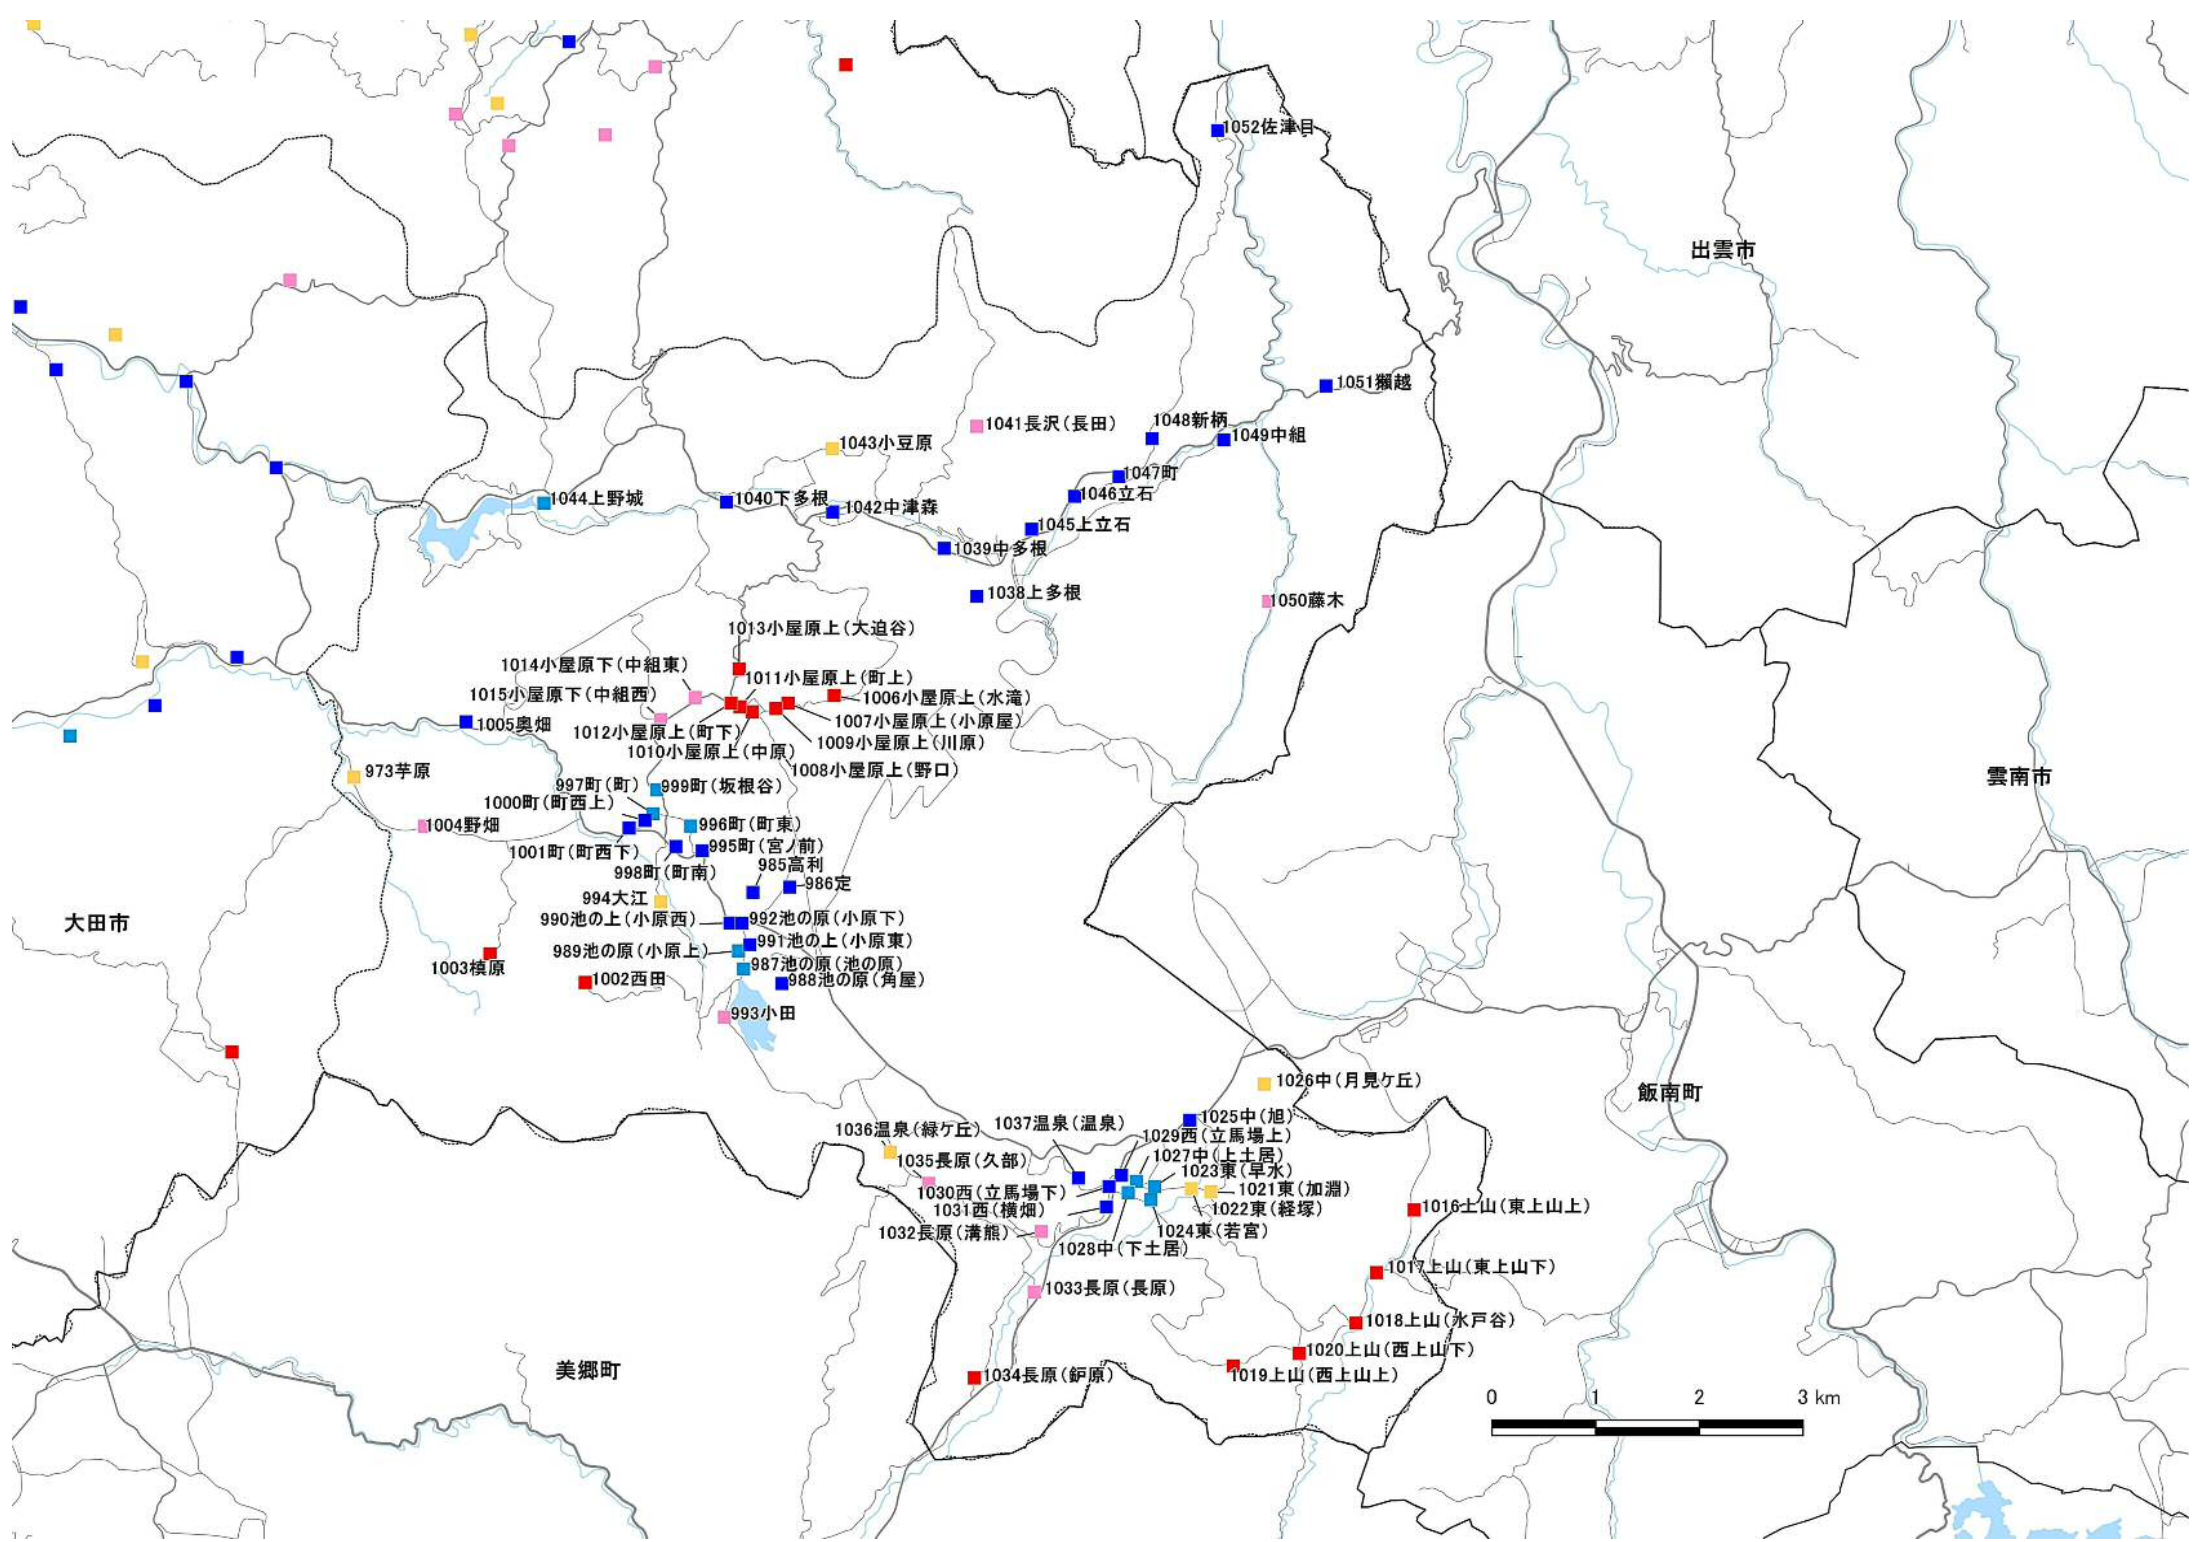 1052佐津目
出雲市
1051獺越
1041長沢(長田)
1048新柄
1049中組
1043小豆原
1047町
1046立石
1044上野城
1040下多根
1042中津森
1045上立石
1039中多根
1038上多根
1050藤木
1013小屋原上(大迫谷)
1014小屋原下(中組東)
1011小屋原上(町上)
1015小屋原下(中組西)
1006小屋原上(水滝)
1005奥畑
1007小屋原上(小原屋)
1012小屋原上(町下)
1009小屋原上(川原)
1010小屋原上(中原)
973芋原
1008小屋原上(野口)
雲南市
997町(町)
999町(坂根谷)
1000町(町西上)
1004野畑
996町(町東)
1001町(町西下)
995町(宮ノ前)
998町(町南)
985高利
986定
994大江
大田市
990池の上(小原西)
992池の原(小原下)
991池の上(小原東)
989池の原(小原上)
987池の原(池の原)
1003槙原
1002西田
988池の原(角屋)
993小田
1026中(月見ケ丘)
飯南町
1025中(旭)
1037温泉(温泉)
1036温泉(緑ケ丘)
1029西(立馬場上)
1027中(上土居)
1035長原(久部)
1023東(早水)
1030西(立馬場下)
1021東(加淵)
1031西(横畑)
1022東(経塚)
1016上山(東上山上)
1032長原(溝熊)
1024東(若宮)
1028中(下土居)
1017上山(東上山下)
1033長原(長原)
1018上山(水戸谷)
1020上山(西上山下)
美郷町
1034長原(鈩原)
1019上山(西上山上)
0 1 2 3 km